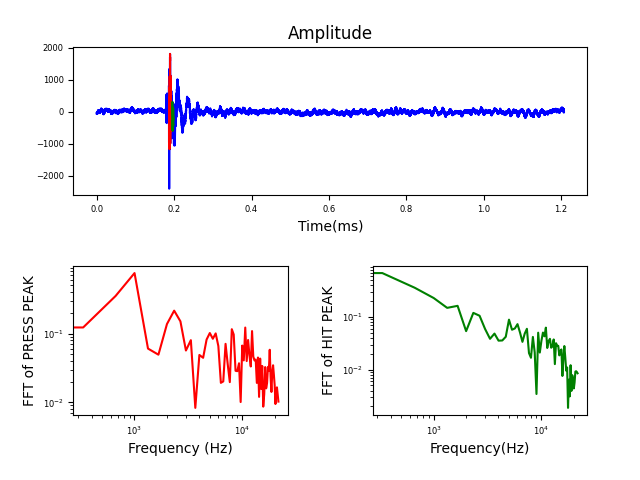 Amplitude
2000
1000
0
−1000
−2000
0.0 0.2 0.4 0.6 0.8 1.0 1.2
Time(ms)
FFT of PRESS PEAK
10⁻¹
10⁻²
10³ 10⁴
Frequency (Hz)
FFT of HIT PEAK
10⁻¹
10⁻²
10³ 10⁴
Frequency(Hz)